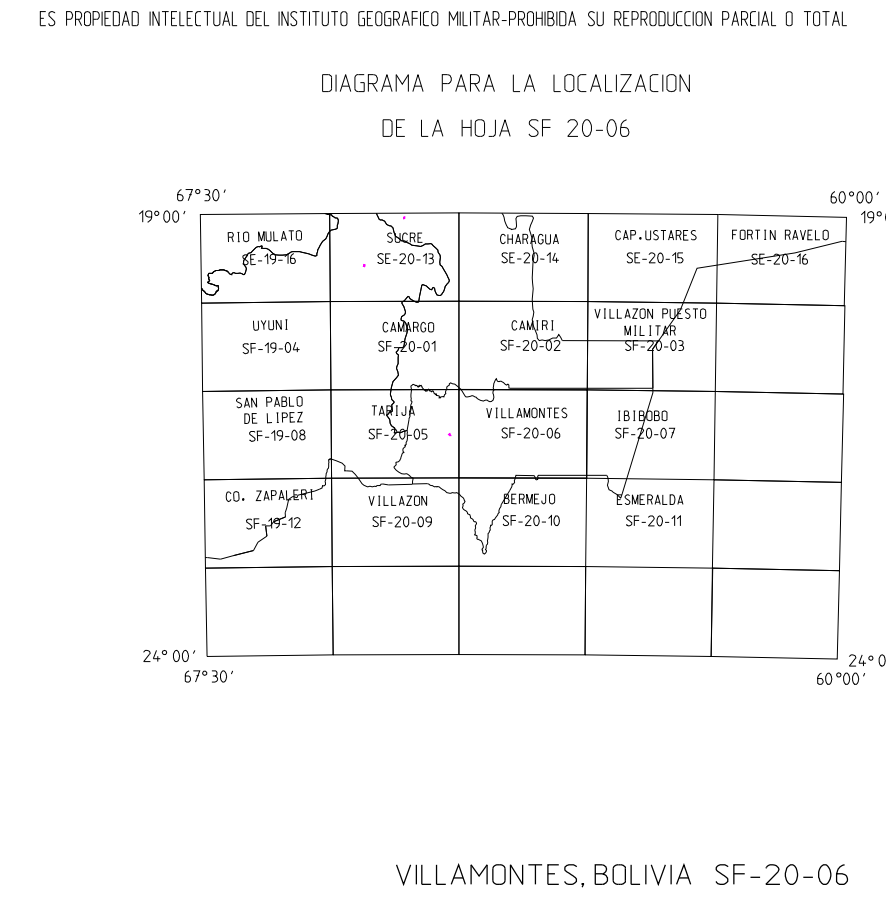 ES PROPIEDAD INTELECTUAL DEL INSTITUTO GEOGRAFICO MILITAR-PROHIBIDA SU REPRODUCCION PARCIAL O TOTAL
DIAGRAMA PARA LA LOCALIZACION
DE LA HOJA SF 20-06
67°30′
60°00′
19°00′
19°
RIO MULATO
SE-19-16
SUCRE
SE-20-13
CHARAGUA
SE-20-14
CAP.USTARES
SE-20-15
FORTIN RAVELO
SE-20-16
UYUNI
SF-19-04
CAMARGO
SF-20-01
CAMIRI
SF-20-02
VILLAZON PUESTO
MILITAR
SF-20-03
SAN PABLO
DE LIPEZ
SF-19-08
TARIJA
SF-20-05
VILLAMONTES
SF-20-06
IBIBOBO
SF-20-07
CO. ZAPALERI
SF-19-12
VILLAZON
SF-20-09
BERMEJO
SF-20-10
ESMERALDA
SF-20-11
24°00′
24°0
67°30′
60°00′
VILLAMONTES, BOLIVIA SF-20-06